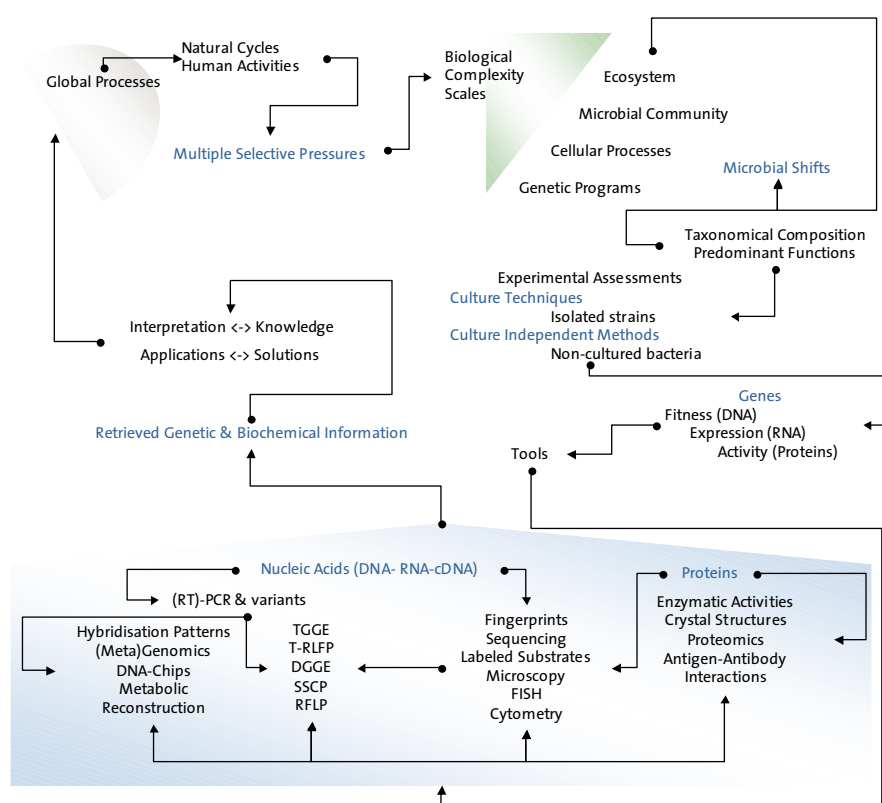 Global Processes
Natural Cycles
Human Activities
Multiple Selective Pressures
Biological
Complexity
Scales
Ecosystem
Microbial Community
Cellular Processes
Genetic Programs
Microbial Shifts
Taxonomical Composition
Predominant Functions
Experimental Assessments
Culture Techniques
Isolated strains
Culture Independent Methods
Non-cultured bacteria
Interpretation <-> Knowledge
Applications <-> Solutions
Genes
Fitness (DNA)
Expression (RNA)
Activity (Proteins)
Tools
Retrieved Genetic & Biochemical Information
Nucleic Acids (DNA- RNA-cDNA)
(RT)-PCR & variants
Hybridisation Patterns
(Meta)Genomics
DNA-Chips
Metabolic
Reconstruction
TGGE
T-RLFP
DGGE
SSCP
RFLP
Fingerprints
Sequencing
Labeled Substrates
Microscopy
FISH
Cytometry
Proteins
Enzymatic Activities
Crystal Structures
Proteomics
Antigen-Antibody
Interactions